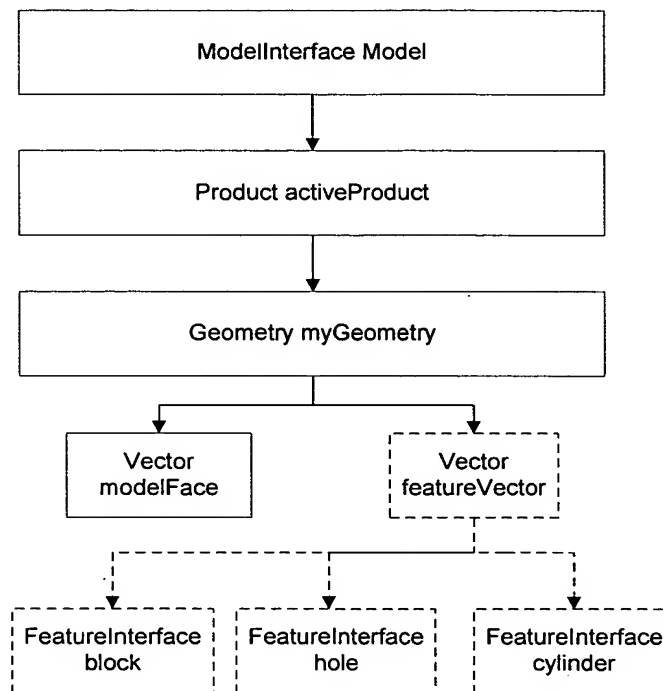 ModelInterface Model
Product activeProduct
Geometry myGeometry
Vector
modelFace
Vector
featureVector
FeatureInterface
block
FeatureInterface
hole
FeatureInterface
cylinder